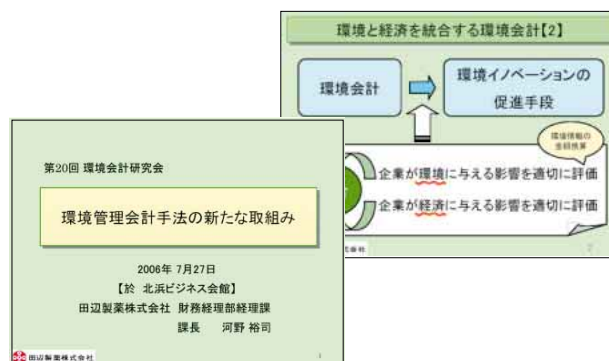 環境と経済を統合する環境会計【2】
環境会計
環境イノベーションの
促進手段
環境情報の
金額換算
企業が環境に与える影響を適切に評価
企業が経済に与える影響を適切に評価
第20回 環境会計研究会
環境管理会計手法の新たな取組み
2006年 7月27日
【於 北浜ビジネス会館】
田辺製薬株式会社 財務経理部経理課
課長 河野 裕司
田辺製薬株式会社
1
2